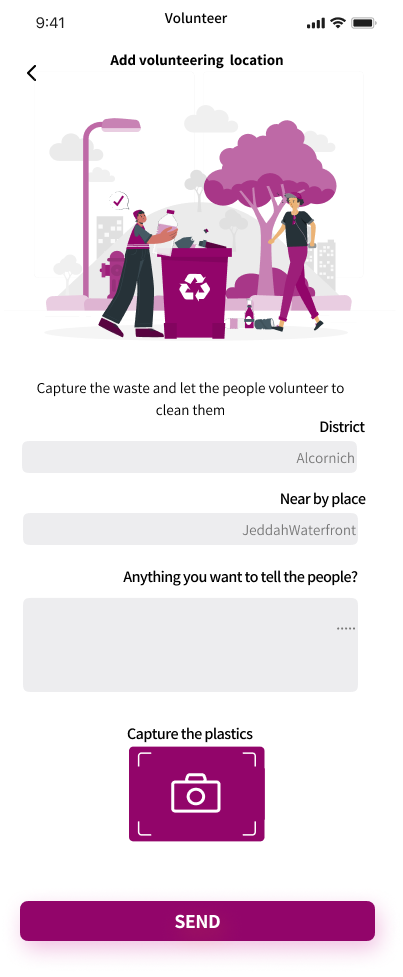 9:41
Volunteer
Add volunteering location
Capture the waste and let the people volunteer to
clean them
District
Alcornich
Near by place
JeddahWaterfront
Anything you want to tell the people?
.....
Capture the plastics
SEND